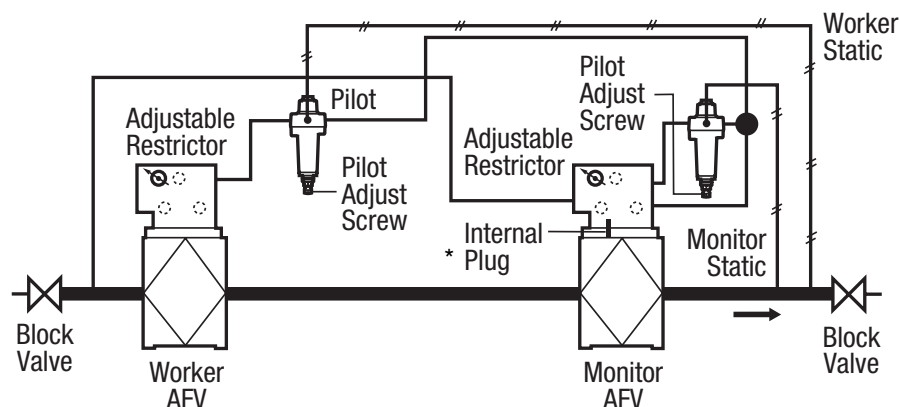 Worker
Static
Pilot
Adjust
Screw
Pilot
Adjustable
Restrictor
Adjustable
Restrictor
Pilot
Adjust
Screw
Internal
* Plug
Monitor
Static
Block
Valve
Block
Valve
Worker
AFV
Monitor
AFV